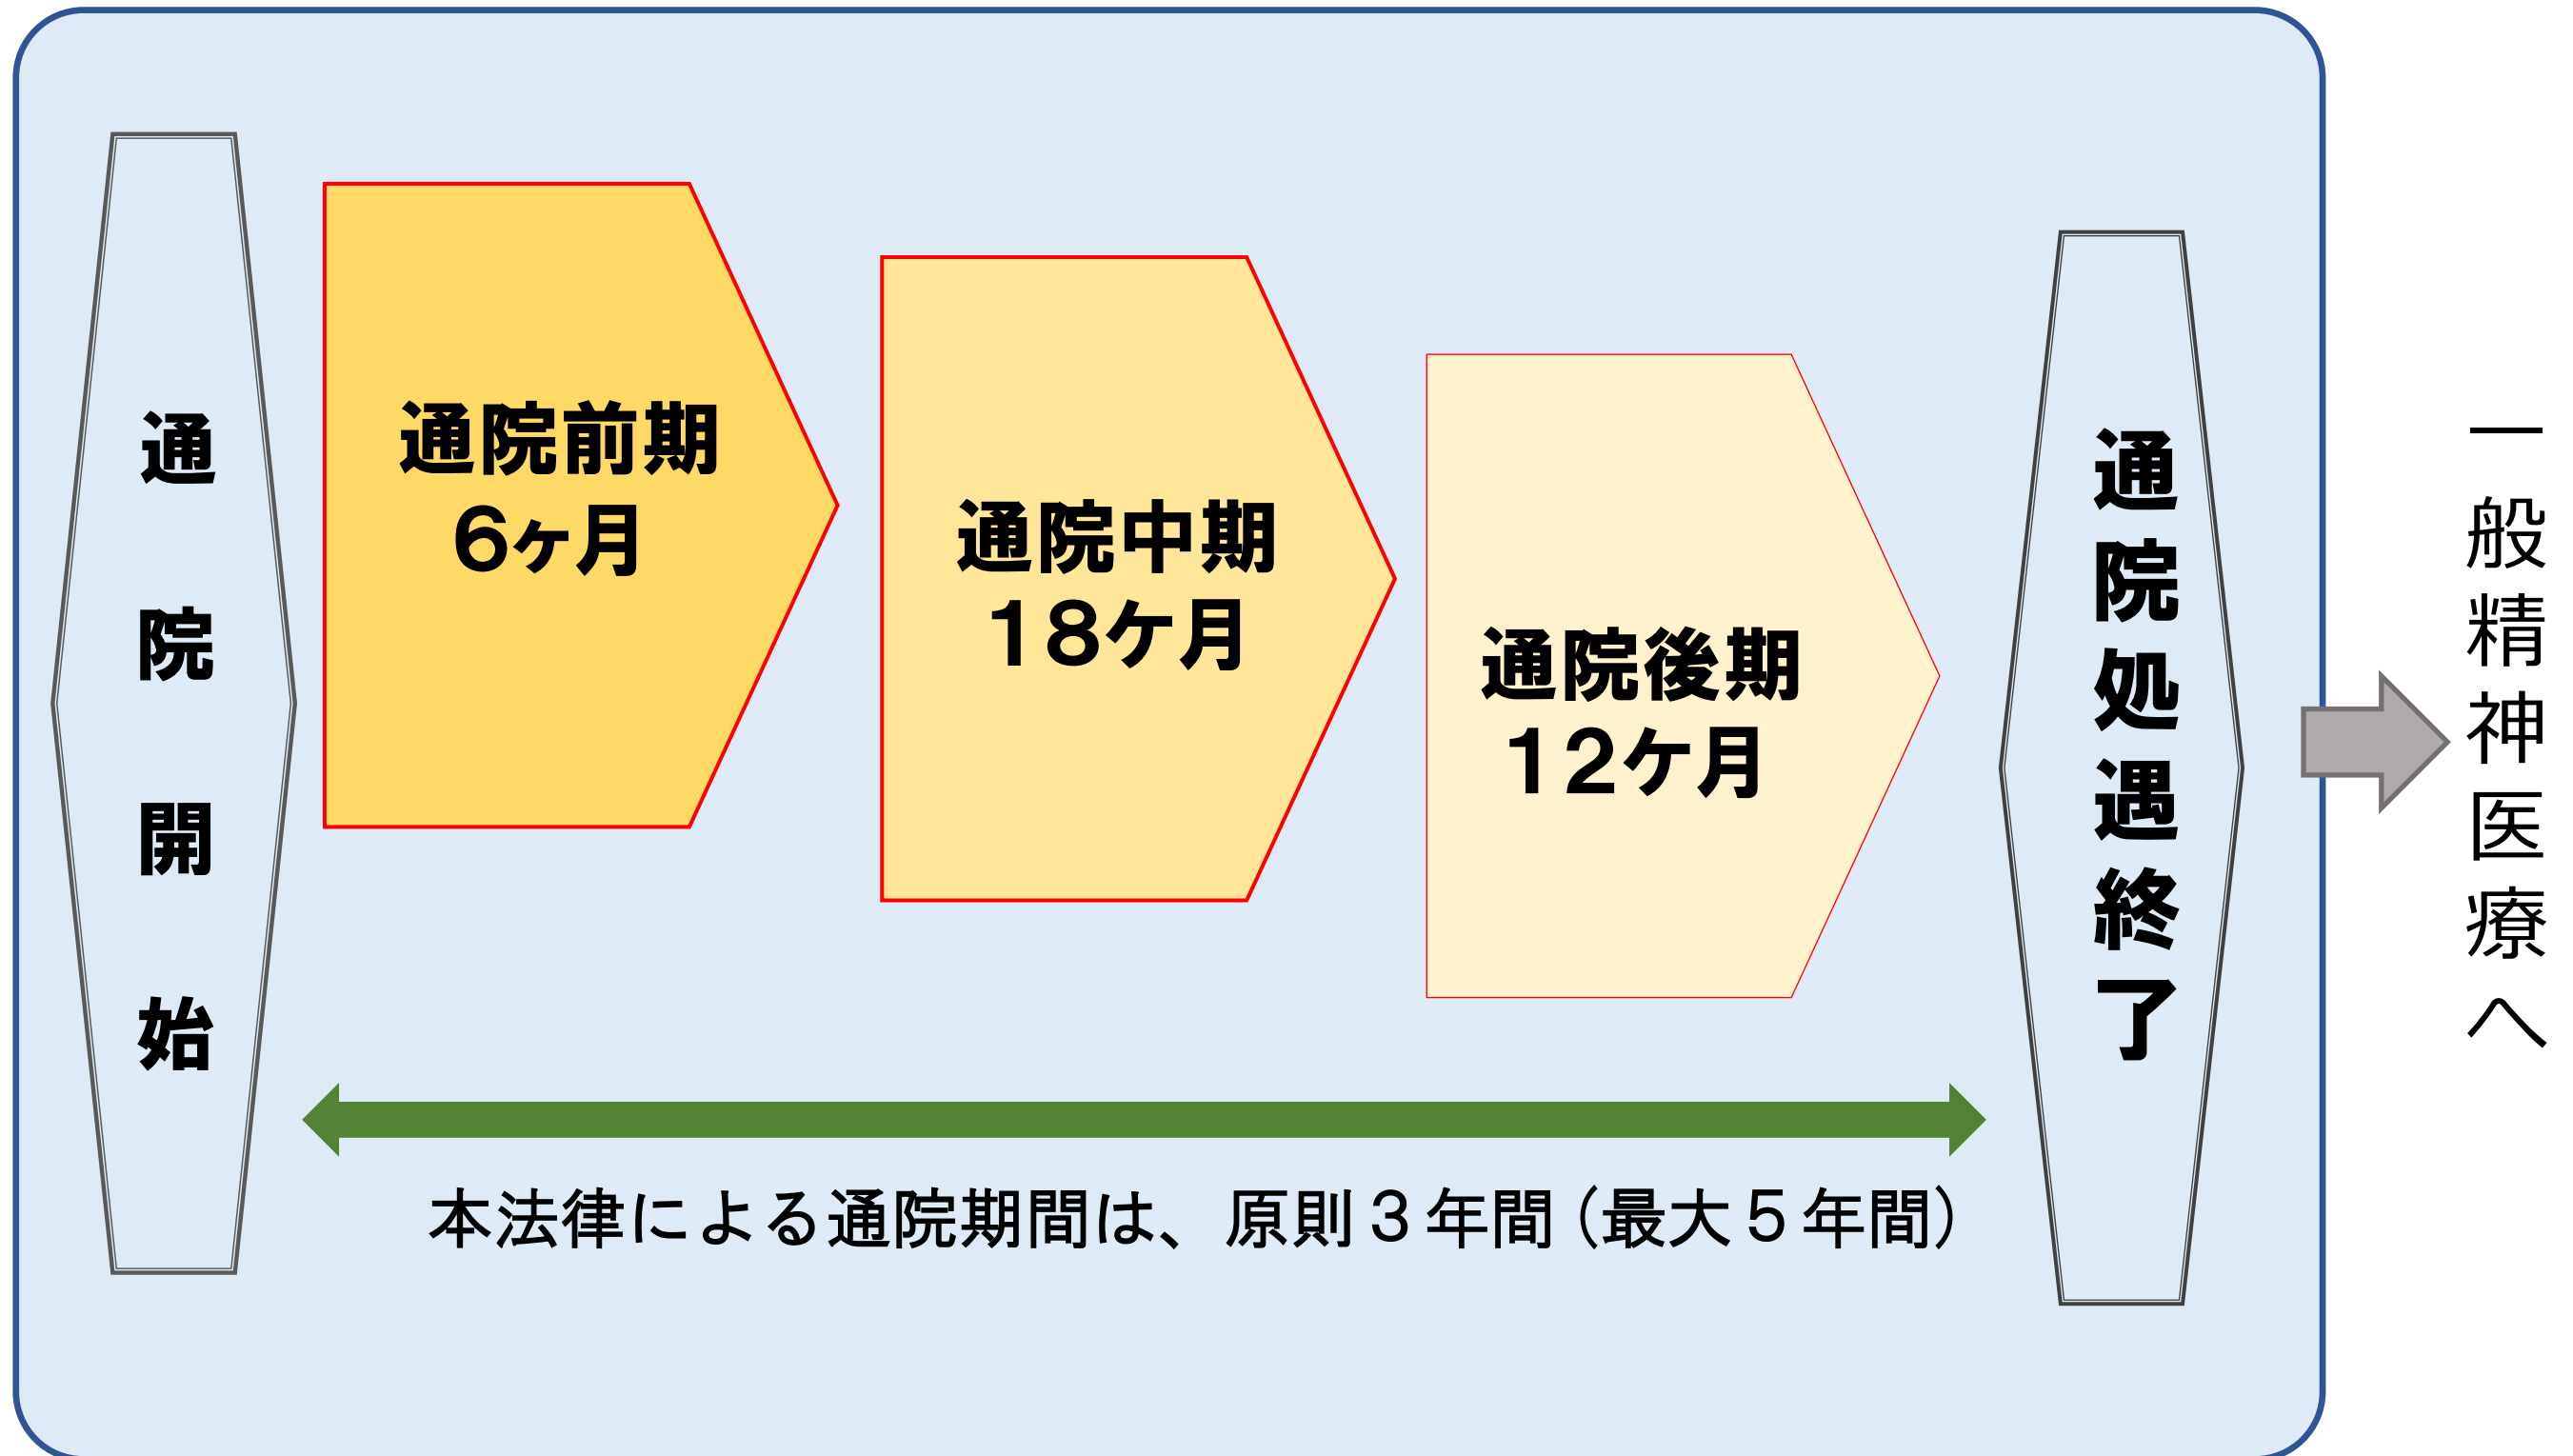 通院開始
通院前期
6ヶ月
通院中期
18ケ月
通院後期
12ケ月
通院処遇終了
一般精神医療へ
本法律による通院期間は、原則３年間（最大５年間）